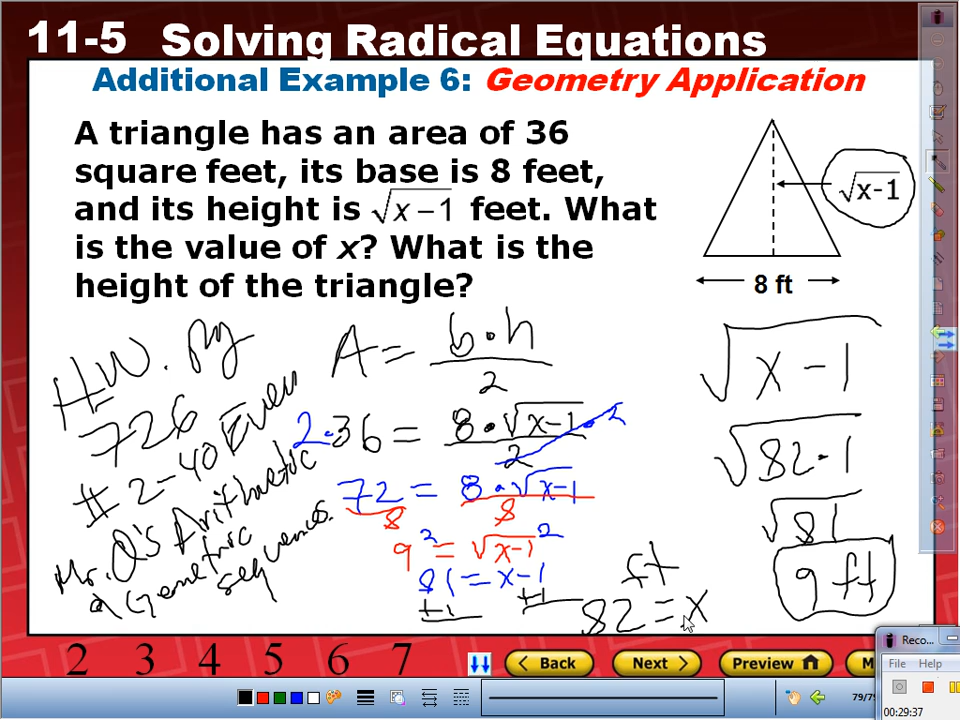 11-5 Solving Radical Equations
Additional Example 6: Geometry Application
A triangle has an area of 36
square feet, its base is 8 feet,
and its height is √x – 1 feet. What
is the value of x? What is the
height of the triangle?
√x-1
8 ft
H.W. Pg
726
# 2-40 Even
Mr. Q's Arithmetic
Geometric
sequences.
A = b•h
2
2•36 = 8•√x-1 • 2
2
72 = 8•√x-1
8 8
9² = √x-1²
81 = x-1
+1 +1
ft
82 = x
√x-1
√82-1
√81
9 ft
2 3 4 5 6 7
Back
Next
Preview
M
79/79
Reco...
File Help
00:29:37